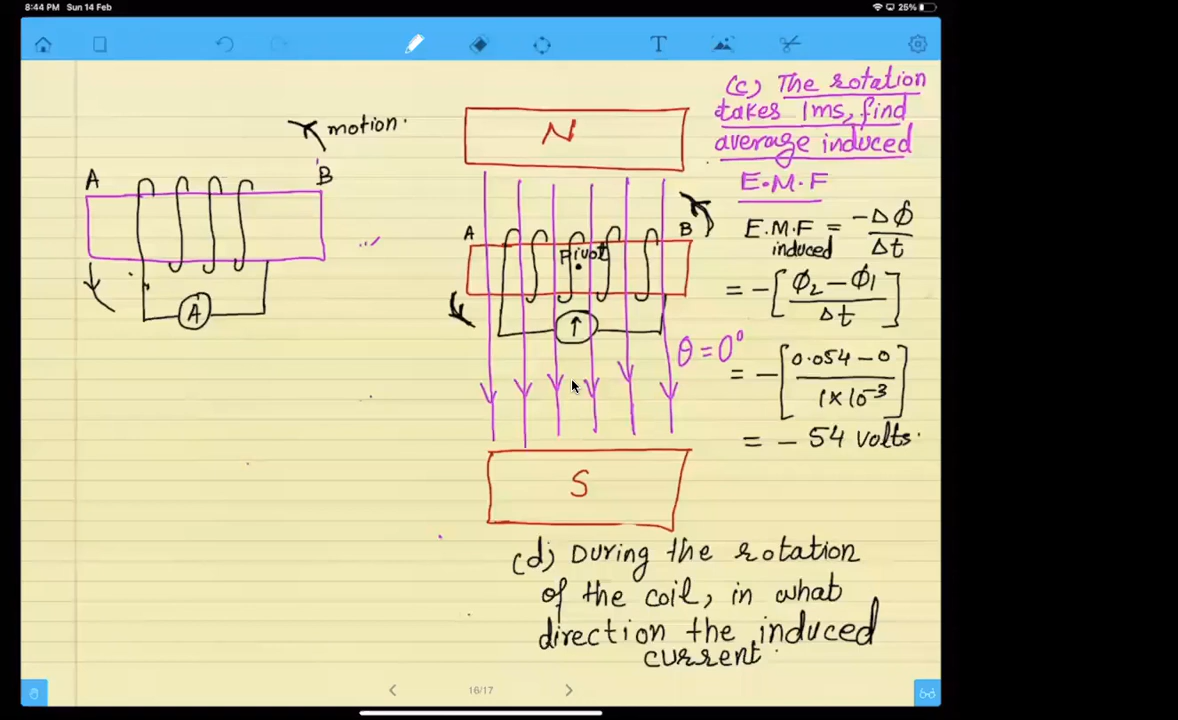 8:44 PM Sun 14 Feb
25%
T
(c) The rotation
takes 1ms, find
average induced
E.M.F
motion.
A
B
A
N
A
B
pivot
θ = 0°
S
E.M.F = -Δϕ
induced Δt
= -[ϕ2 - ϕ1
Δt]
= -[0.054 - 0
1×10⁻³]
= - 54 volts.
(d) During the rotation
of the coil, in what
direction the induced
current.
16/17